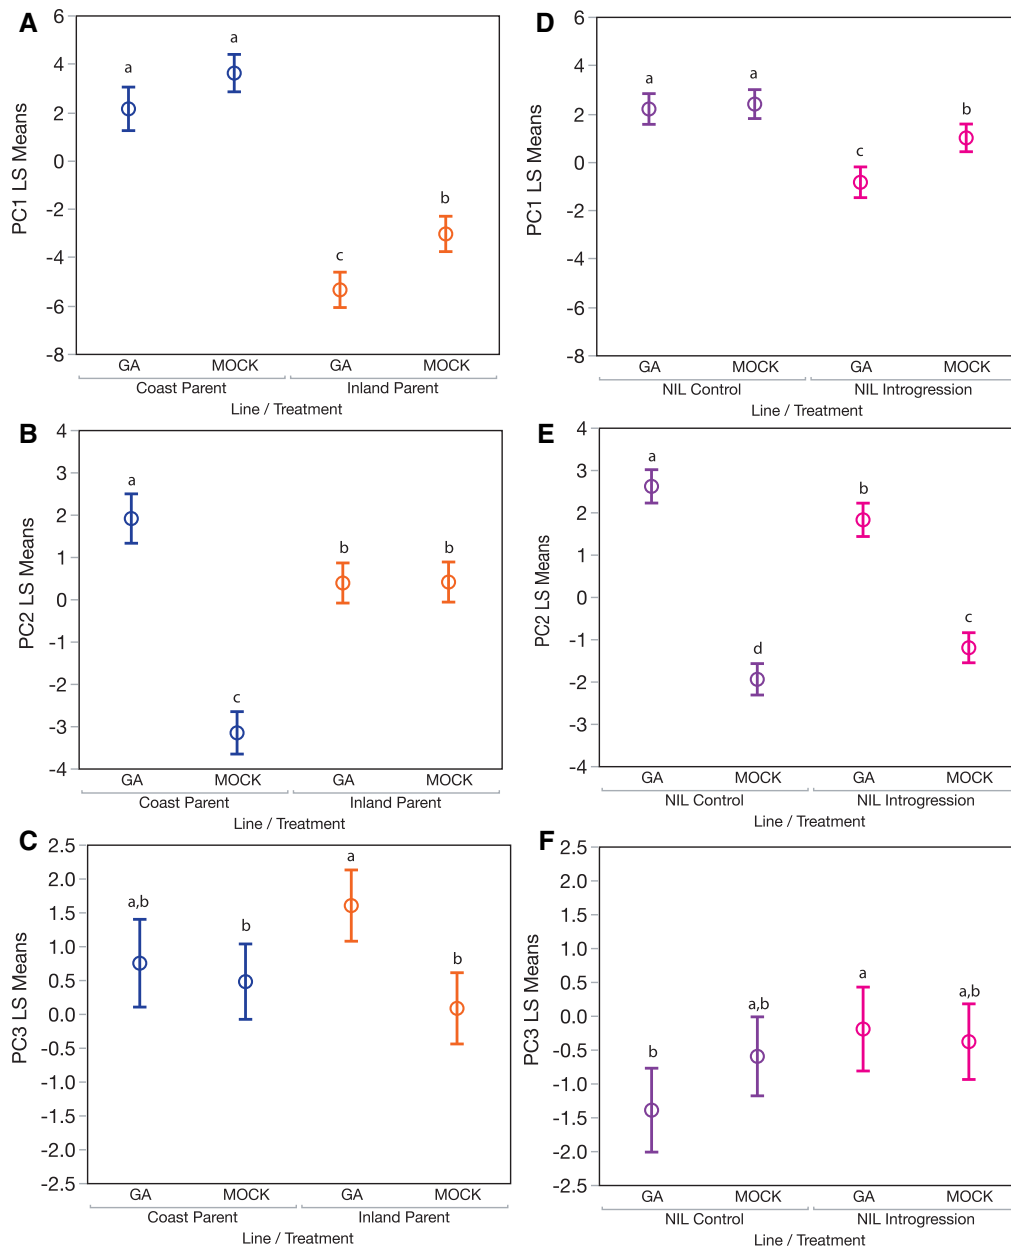 A
PC1 LS Means
6
4
2
0
-2
-4
-6
-8
a
a
c
b
GA MOCK GA MOCK
Coast Parent Inland Parent
Line / Treatment
B
PC2 LS Means
4
3
2
1
0
-1
-2
-3
-4
a
c
b
b
GA MOCK GA MOCK
Coast Parent Inland Parent
Line / Treatment
C
PC3 LS Means
2.5
2.0
1.5
1.0
0.5
0.0
-0.5
-1.0
-1.5
-2.0
-2.5
a,b
b
a
b
GA MOCK GA MOCK
Coast Parent Inland Parent
Line / Treatment
D
PC1 LS Means
6
4
2
0
-2
-4
-6
-8
a
a
c
b
GA MOCK GA MOCK
NIL Control NIL Introgression
Line / Treatment
E
PC2 LS Means
4
3
2
1
0
-1
-2
-3
-4
a
d
b
c
GA MOCK GA MOCK
NIL Control NIL Introgression
Line / Treatment
F
PC3 LS Means
2.5
2.0
1.5
1.0
0.5
0.0
-0.5
-1.0
-1.5
-2.0
-2.5
b
a,b
a
a,b
GA MOCK GA MOCK
NIL Control NIL Introgression
Line / Treatment